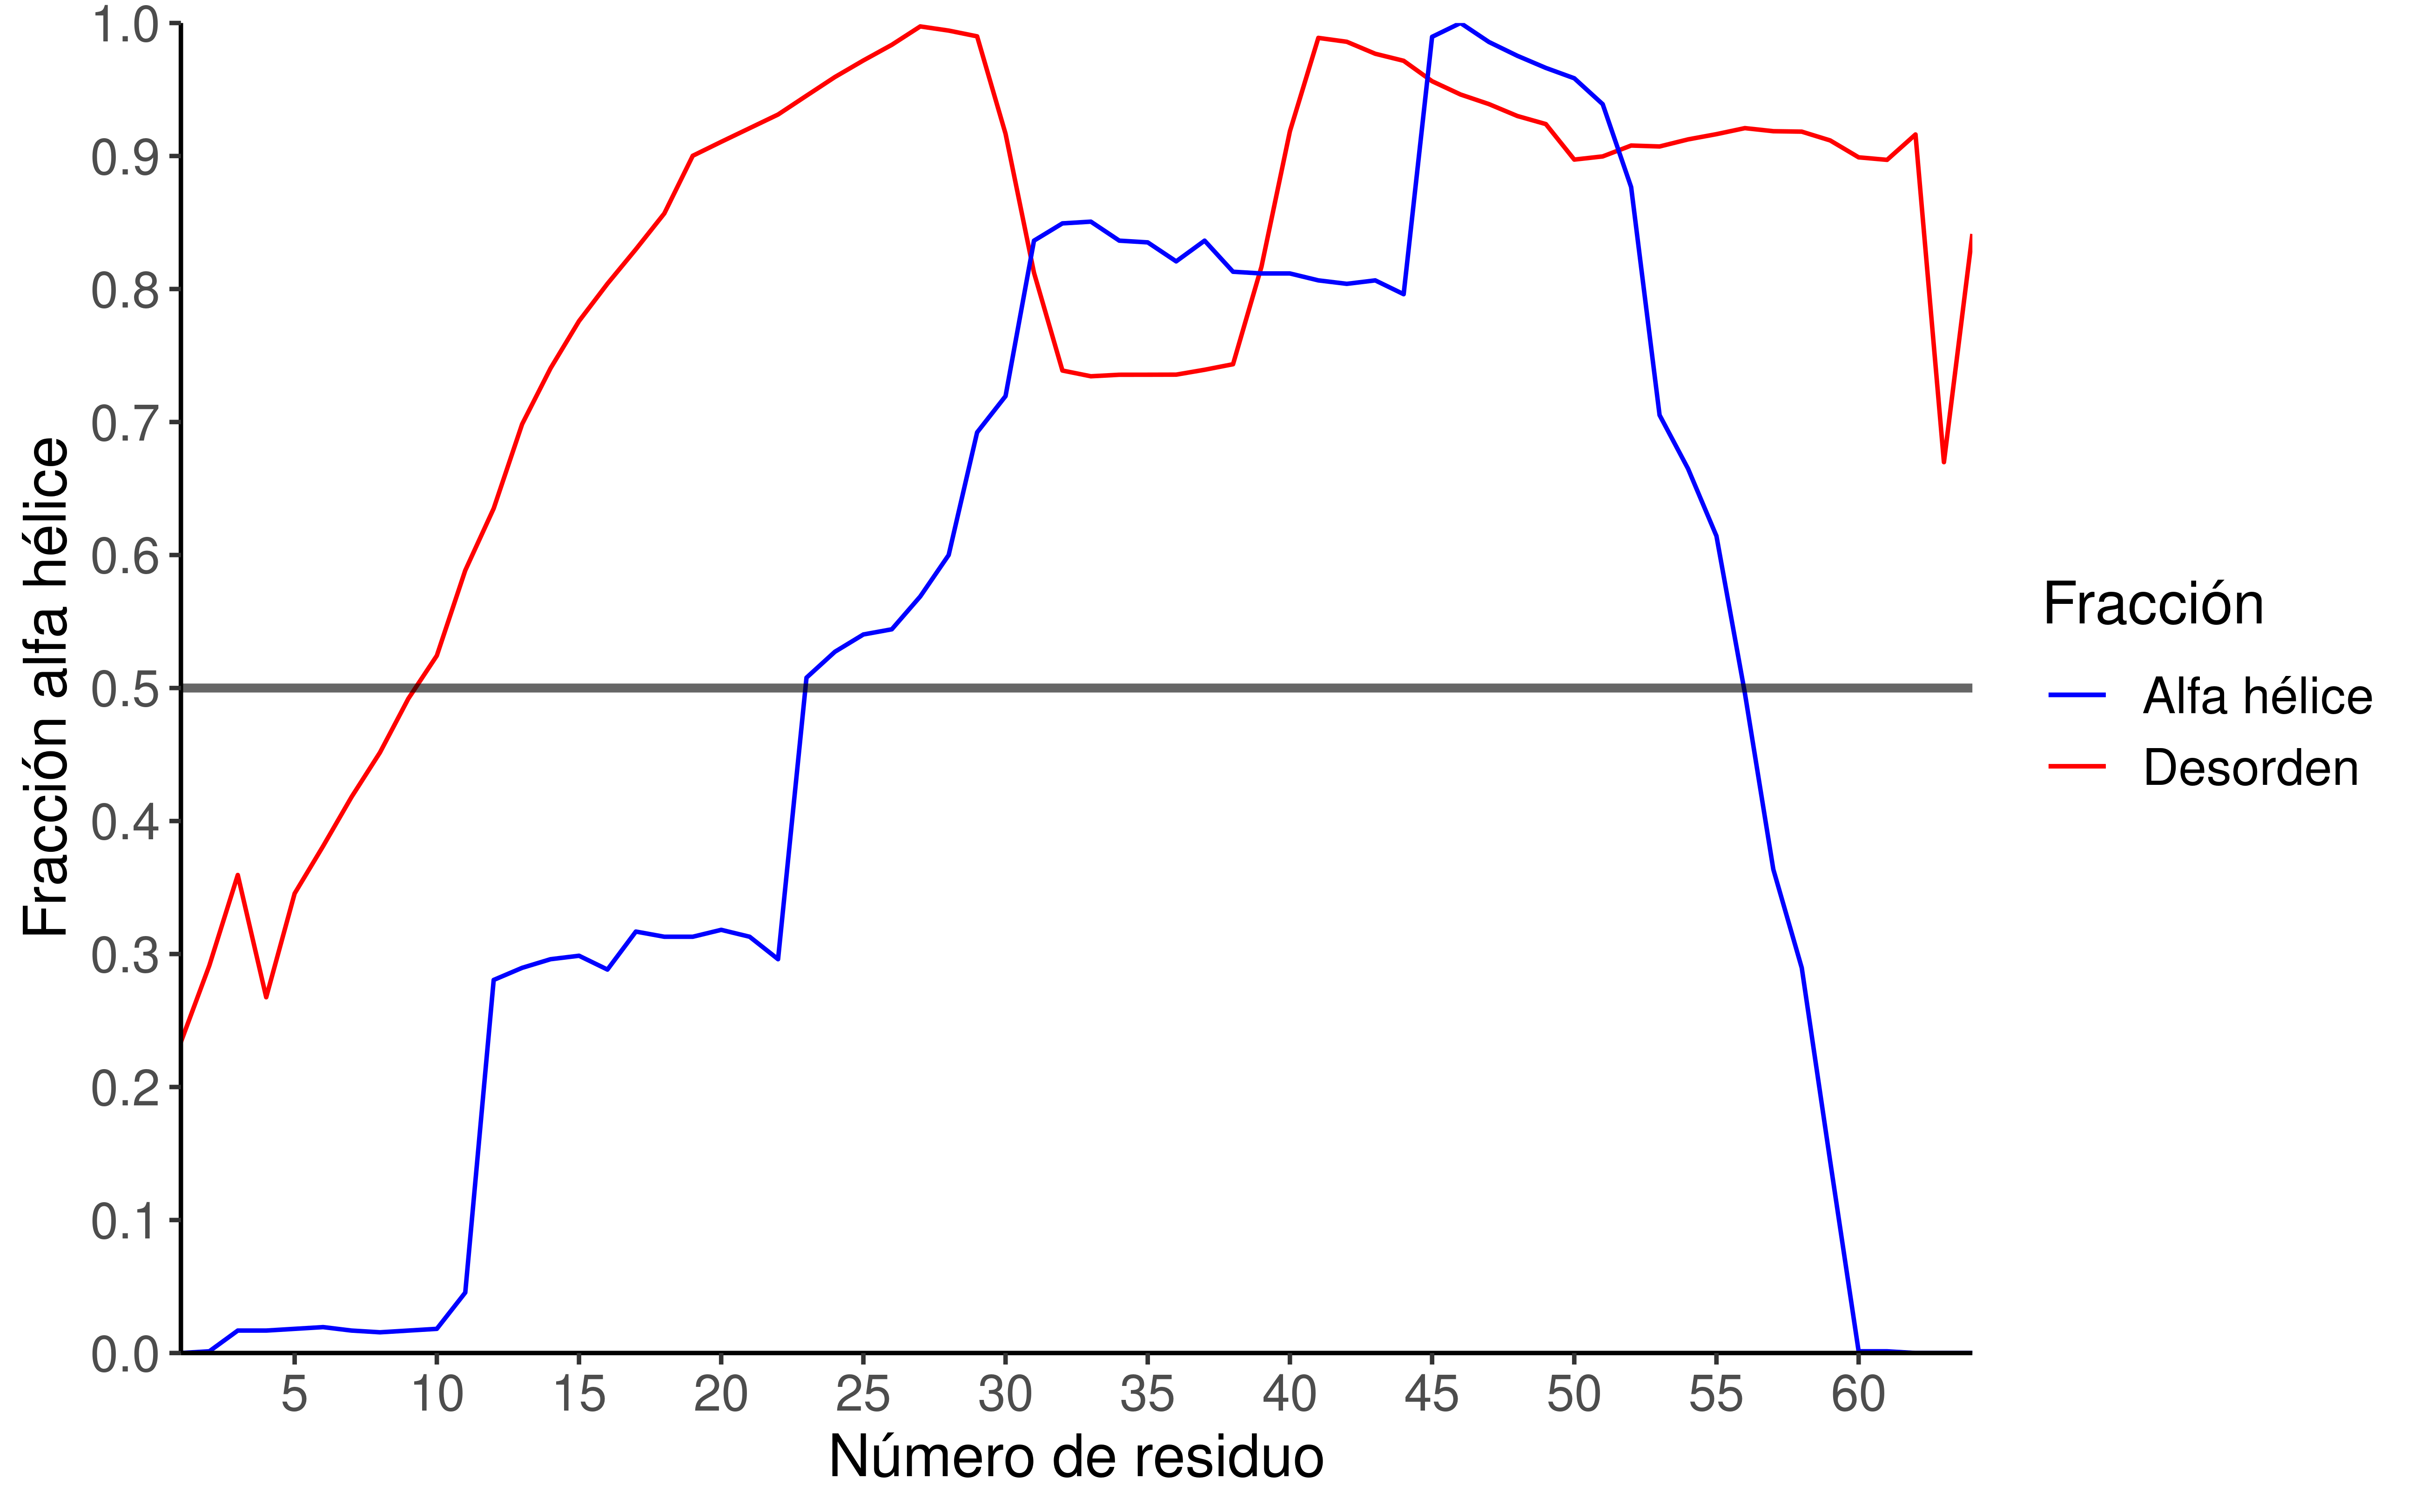 1.0
0.9
0.8
0.7
0.6
0.5
0.4
0.3
0.2
0.1
0.0
Fracción alfa hélice
5 10 15 20 25 30 35 40 45 50 55 60
Número de residuo
Fracción
Alfa hélice
Desorden